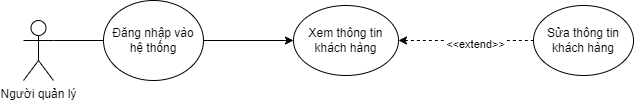 Đăng nhập vào
hệ thống
Xem thông tin
khách hàng
<<extend>>
Sửa thông tin
khách hàng
Người quản lý